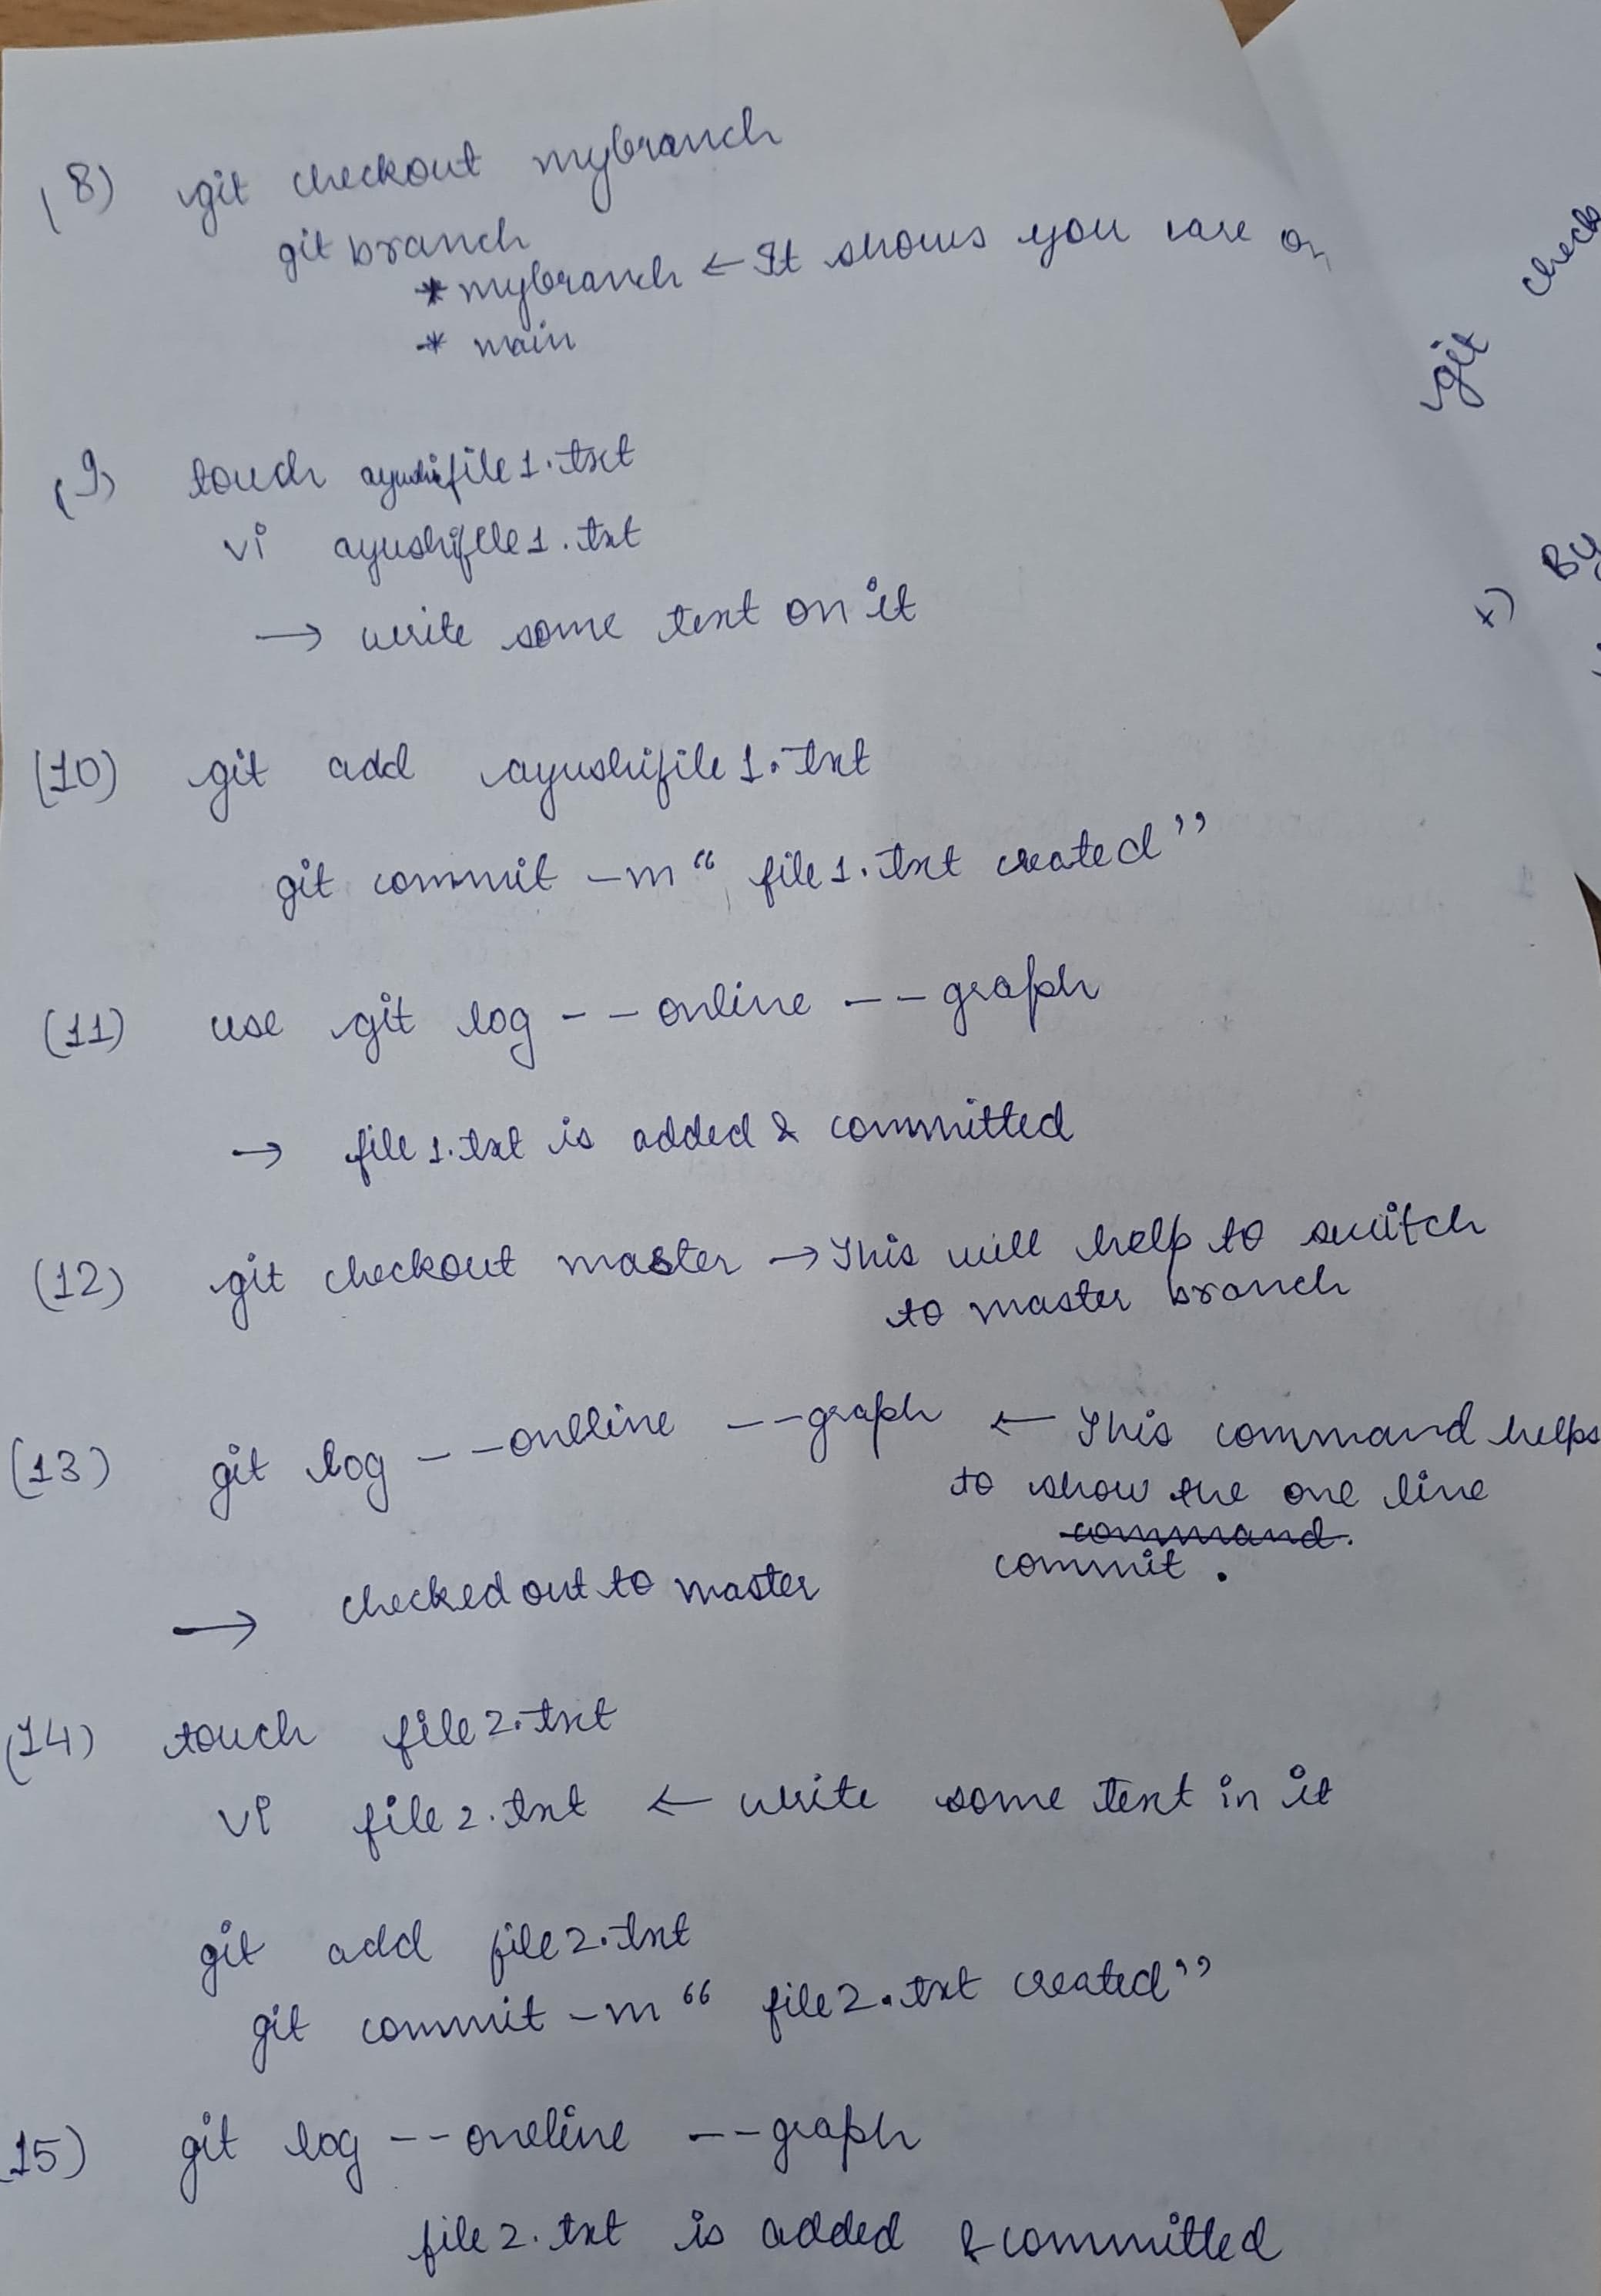 (8) git checkout mybranch
git branch
* mybranch ← It shows you are on
* main
(9) touch ayushifile1.txt
vi ayushifile1.txt
→ write some text on it
(10) git add ayushifile1.txt
git commit -m “ file1.txt created”
(11) use git log --online --graph
→ file1.txt is added & committed
(12) git checkout master → This will help to switch
to master branch
(13) git log --onlline --graph ← This command helps
to show the one line
command.
commit.
→ checked out to master
(14) touch file2.txt
vi file2.txt ← write some text in it
git add file2.txt
git commit -m “ file2.txt created”
15) git log --oneline --graph
file2.txt is added & committed
git check
x) By